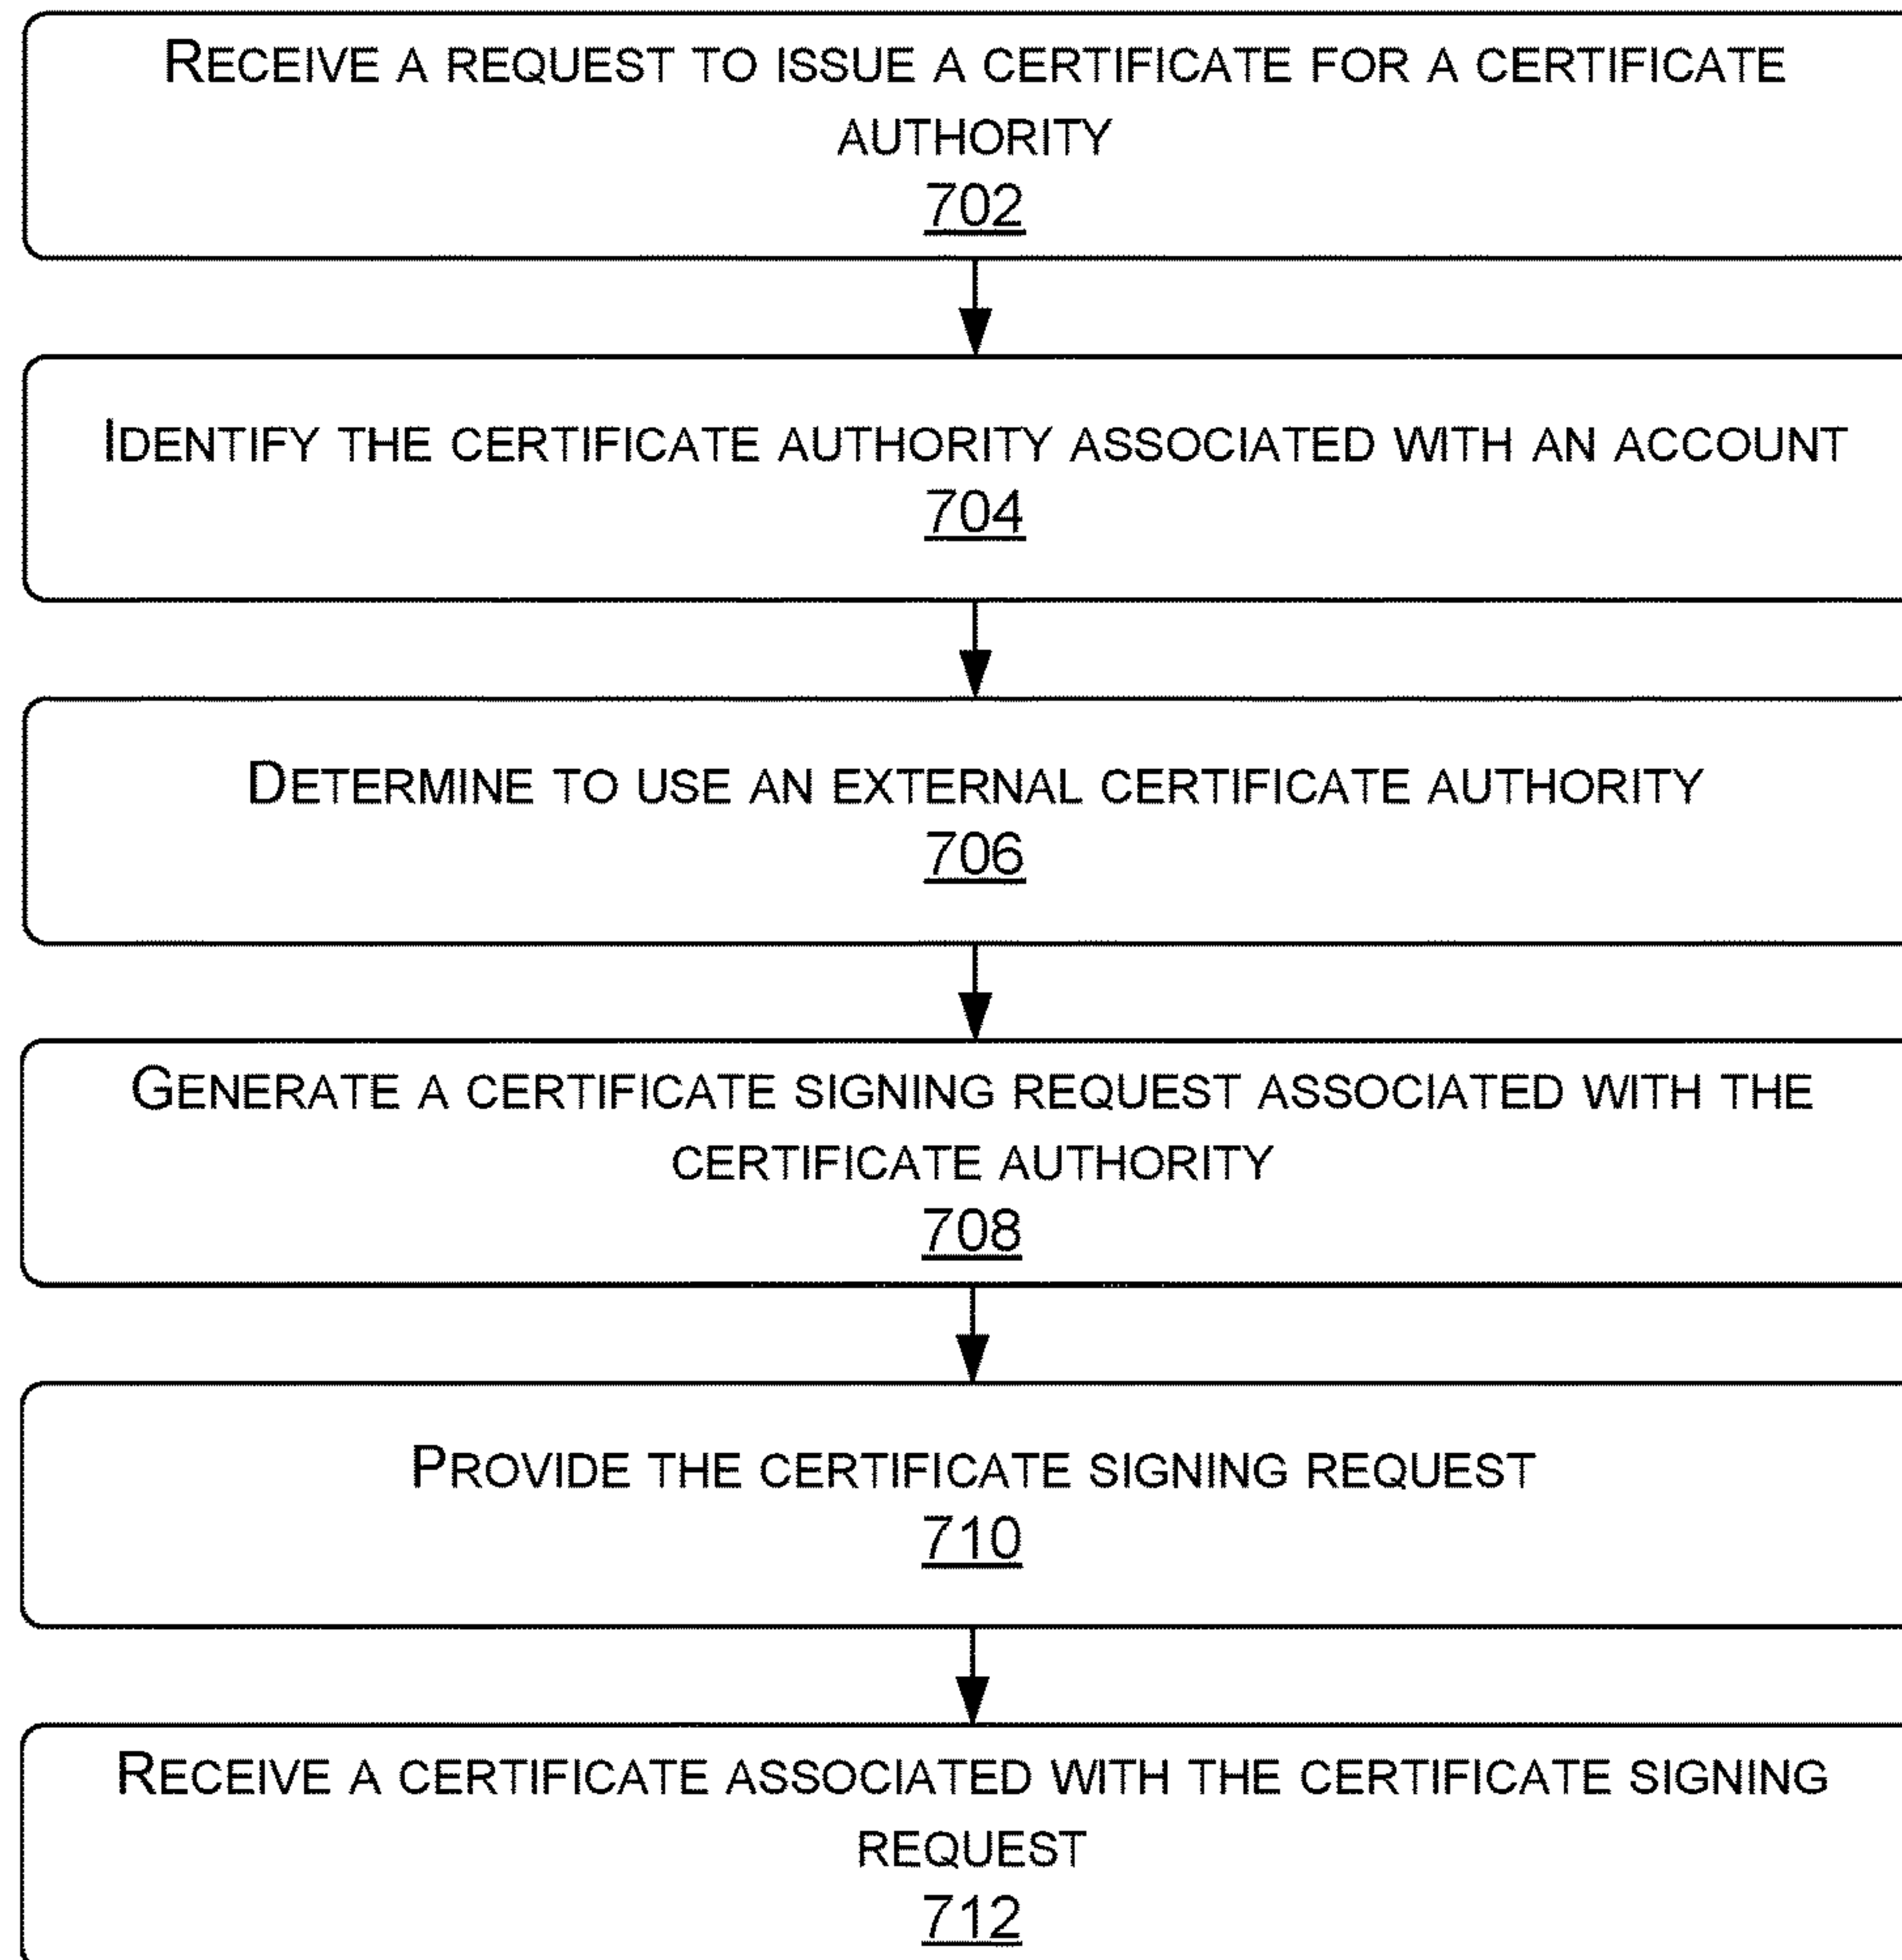 RECEIVE A REQUEST TO ISSUE A CERTIFICATE FOR A CERTIFICATE
AUTHORITY
702
IDENTIFY THE CERTIFICATE AUTHORITY ASSOCIATED WITH AN ACCOUNT
704
DETERMINE TO USE AN EXTERNAL CERTIFICATE AUTHORITY
706
GENERATE A CERTIFICATE SIGNING REQUEST ASSOCIATED WITH THE
CERTIFICATE AUTHORITY
708
PROVIDE THE CERTIFICATE SIGNING REQUEST
710
RECEIVE A CERTIFICATE ASSOCIATED WITH THE CERTIFICATE SIGNING
REQUEST
712